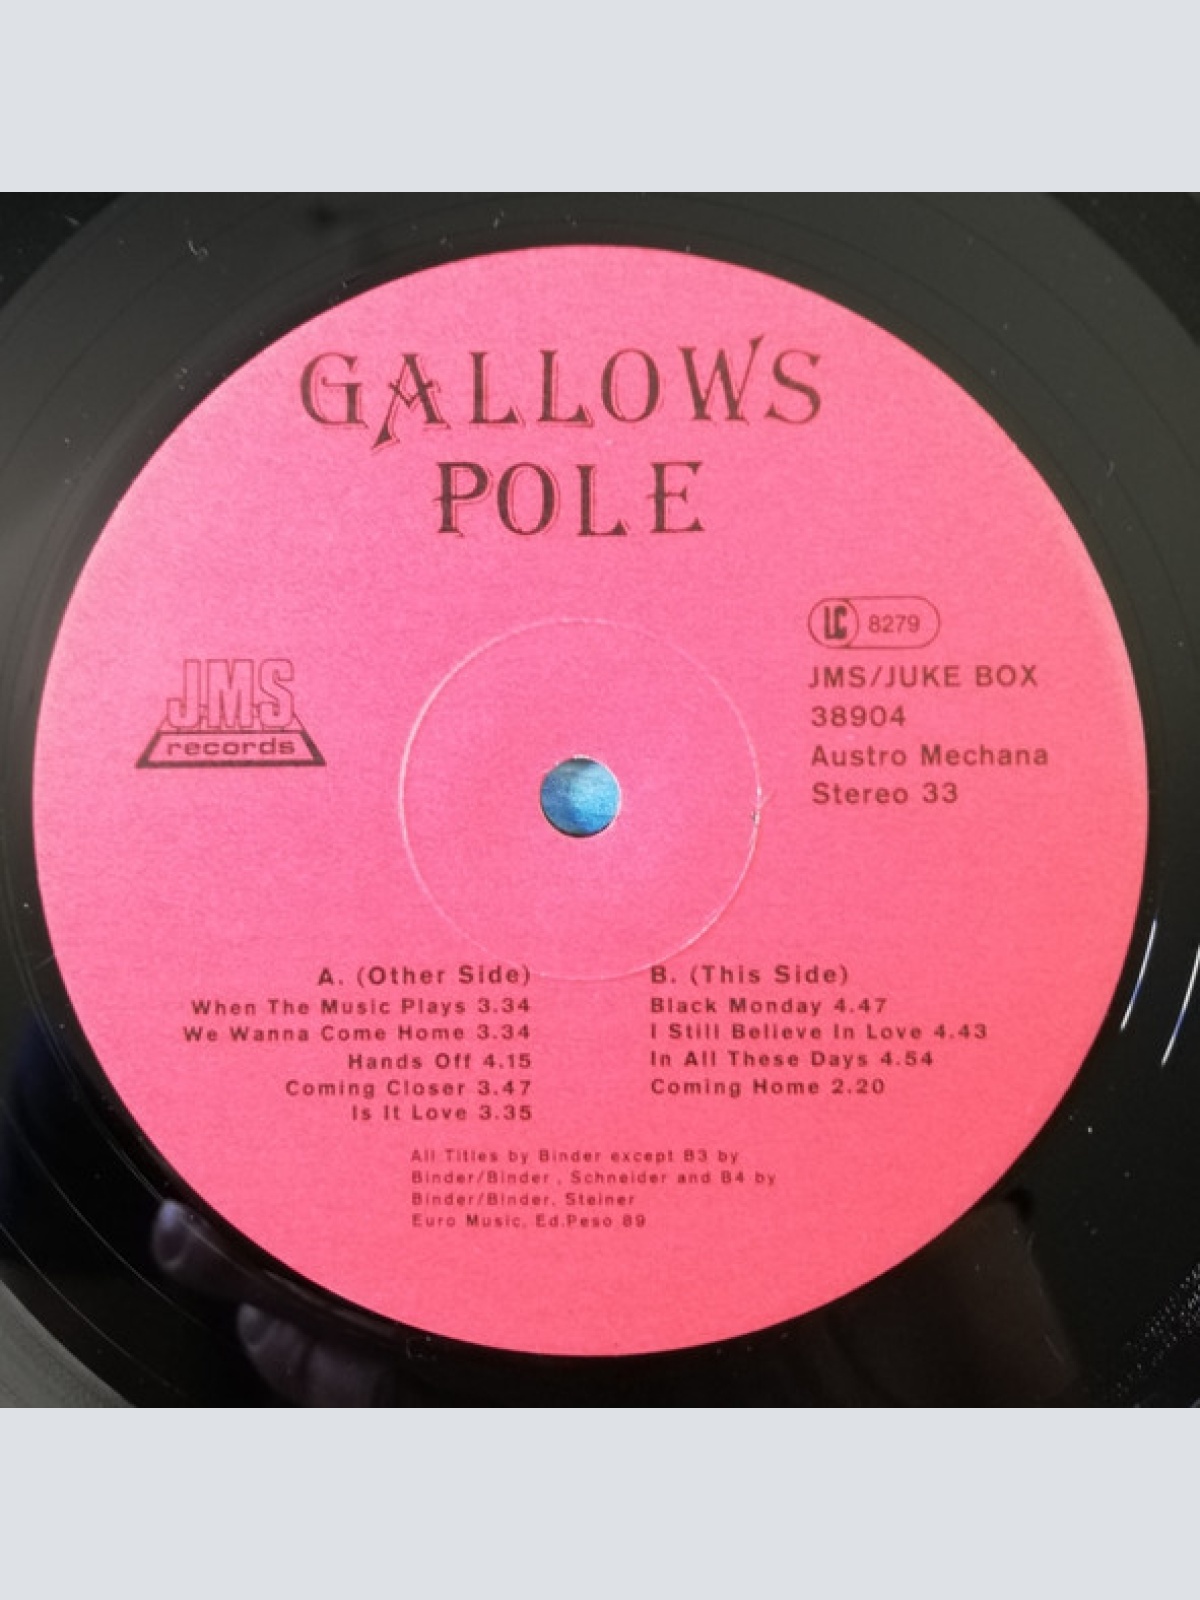 GALLOWS
POLE
LC 8279
JMS/JUKE BOX
38904
Austro Mechana
Stereo 33
JMS
records
A. (Other Side)
When The Music Plays 3.34
We Wanna Come Home 3.34
Hands Off 4.15
Coming Closer 3.47
Is It Love 3.35
B. (This Side)
Black Monday 4.47
I Still Believe In Love 4.43
In All These Days 4.54
Coming Home 2.20
All Titles by Binder except B3 by
Binder/Binder , Schneider and B4 by
Binder/Binder, Steiner
Euro Music, Ed.Peso 89